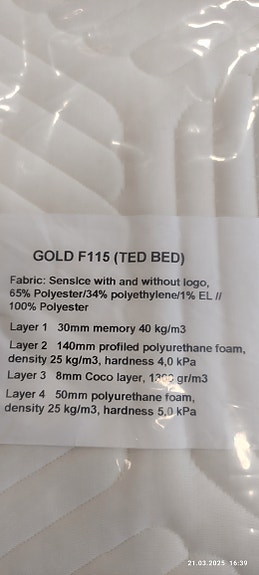 GOLD F115 (TED BED)
Fabric: SensIce with and without logo,
65% Polyester/34% polyethylene/1% EL //
100% Polyester
Layer 1 30mm memory 40 kg/m3
Layer 2 140mm profiled polyurethane foam,
density 25 kg/m3, hardness 4,0 kPa
Layer 3 8mm Coco layer, gr/m3
Layer 4 50mm polyurethane foam,
density 25 kg/m3, hardness 5,0 kPa
21.03.2025 16:39